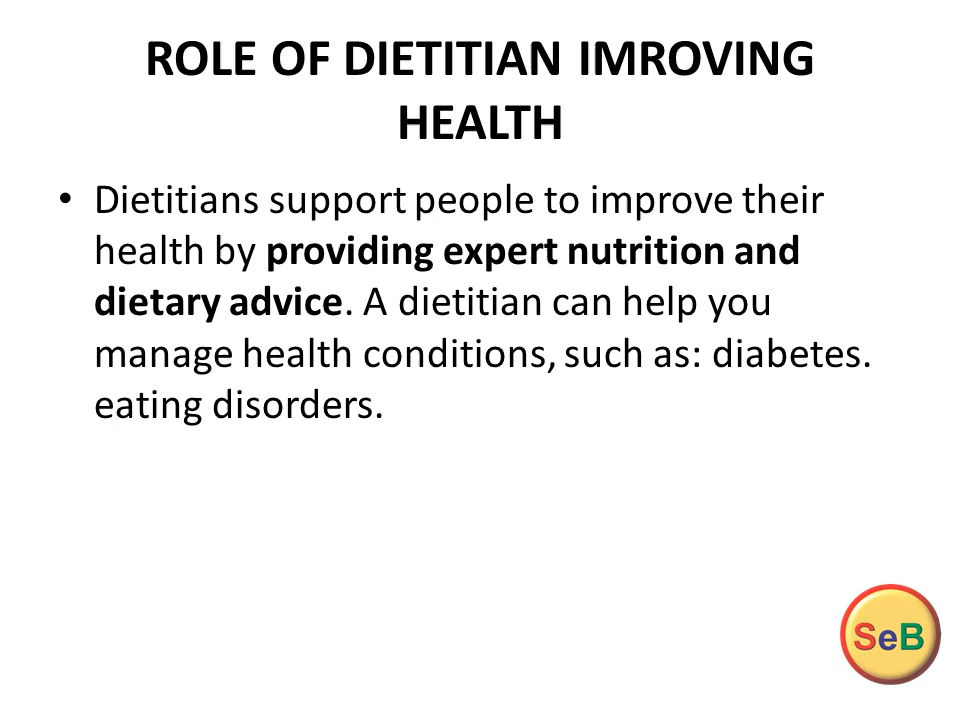 ROLE OF DIETITIAN IMROVING
HEALTH
• Dietitians support people to improve their
health by providing expert nutrition and
dietary advice. A dietitian can help you
manage health conditions, such as: diabetes.
eating disorders.
SeB